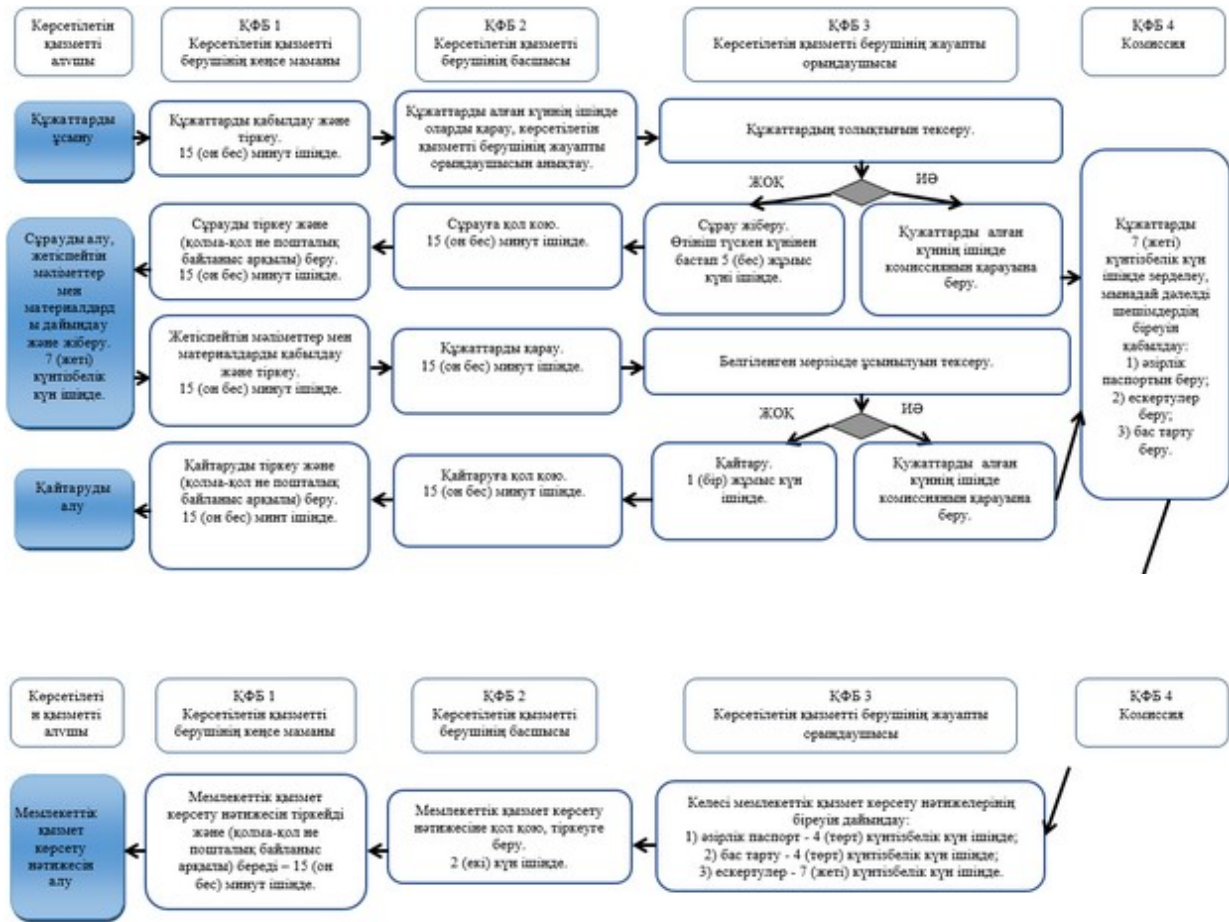 Көрсетілетін
қызметті
алушы
ҚФБ 1
Көрсетілетін қызметті
берушінің кеңсе маманы
ҚФБ 2
Көрсетілетін қызметті
берушінің басшысы
ҚФБ 3
Көрсетілетін қызметті берушінің жауапты
орындаушысы
ҚФБ 4
Комиссия
Құжаттарды
ұсыну
Құжаттарды қабылдау және
тіркеу.
15 (он бес) минут ішінде.
Құжаттарды алған күннің ішінде
оларды қарау, көрсетілетін
қызметті берушінің жауапты
орындаушысын анықтау.
Құжаттардың толықтығын тексеру.
ЖОҚ
ИӘ
Сұрауды алу,
жетіспейтін
мәліметтер
мен
материалдард
ы дайындау
және жіберу.
7 (жеті)
күнтізбелік
күн ішінде.
Сұрауды тіркеу және
(қолма-қол не пошталық
байланыс арқылы) беру.
15 (он бес) минут ішінде.
Сұрауға қол кою.
15 (он бес) минут ішінде.
Сұрау жіберу.
Өтініш түскен күнінен
бастап 5 (бес) жұмыс
күні ішінде.
Қужаттарды алған
күннің ішінде
комиссиянын қарауына
беру.
Құжаттарды
7 (жеті)
күнтізбелік күн
ішінде зерделеу,
мынадай дәлелді
шешімдердің
біреуін
қабылдау:
1) әзірлік
паспортын беру;
2) ескертулер
беру;
3) бас тарту
беру.
Жетіспейтін мәліметтер мен
материалдарды қабылдау
және тіркеу.
15 (он бес) минут ішінде.
Құжаттарды қарау.
15 (он бес) минут ішінде.
Белгіленген мерзімде ұсынылуын тексеру.
ЖОҚ
ИӘ
Қайтаруды
алу
Қайтаруды тіркеу және
(қолма-қол не пошталық
байланыс арқылы) беру.
15 (он бес) минт ішінде.
Қайтаруға қол қою.
15 (он бес) минут ішінде.
Қайтару.
1 (бір) жұмыс күн
ішінде.
Қужаттарды алған
күннің ішінде
комиссиянын қарауына
беру.
Көрсетілеті
н қызметті
алушы
ҚФБ 1
Көрсетілетін қызметті
берушінің кеңсе маманы
ҚФБ 2
Көрсетілетін қызметті
берушінің басшысы
ҚФБ 3
Көрсетілетін қызметті берушінің жауапты
орындаушысы
ҚФБ 4
Комиссия
Мемлекеттік
қызмет
көрсету
нәтижесін
алу
Мемлекеттік қызмет
көрсету нәтижесін тіркейді
және (қолма-қол не
пошталық байланыс
арқылы) береді – 15 (он
бес) минут ішінде.
Мемлекеттік қызмет көрсету
нәтижесіне қол қою, тіркеуге
беру.
2 (екі) күн ішінде.
Келесі мемлекеттік қызмет көрсету нәтижелерінің
біреуін дайындау:
1) әзірлік паспорт - 4 (төрт) күнтізбелік күн ішінде;
2) бас тарту - 4 (төрт) күнтізбелік күн ішінде;
3) ескертулер - 7 (жеті) күнтізбелік күн ішінде.